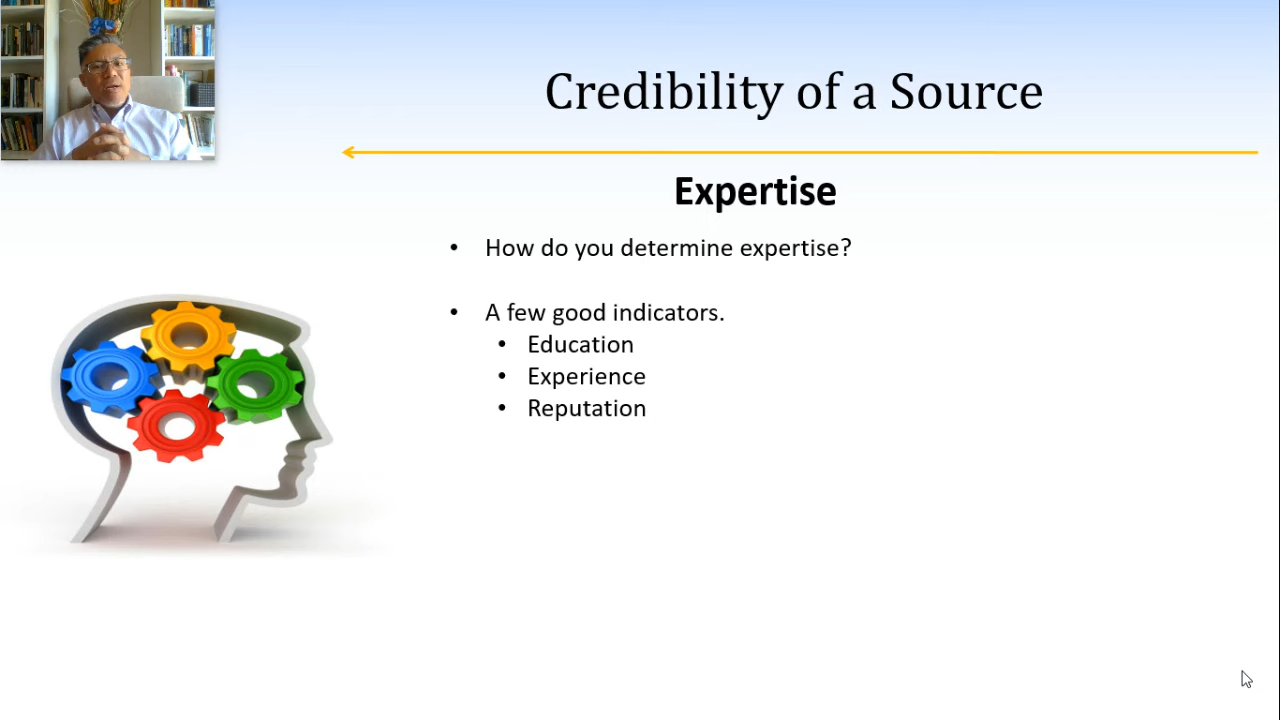 Credibility of a Source
Expertise
• How do you determine expertise?
• A few good indicators.
• Education
• Experience
• Reputation